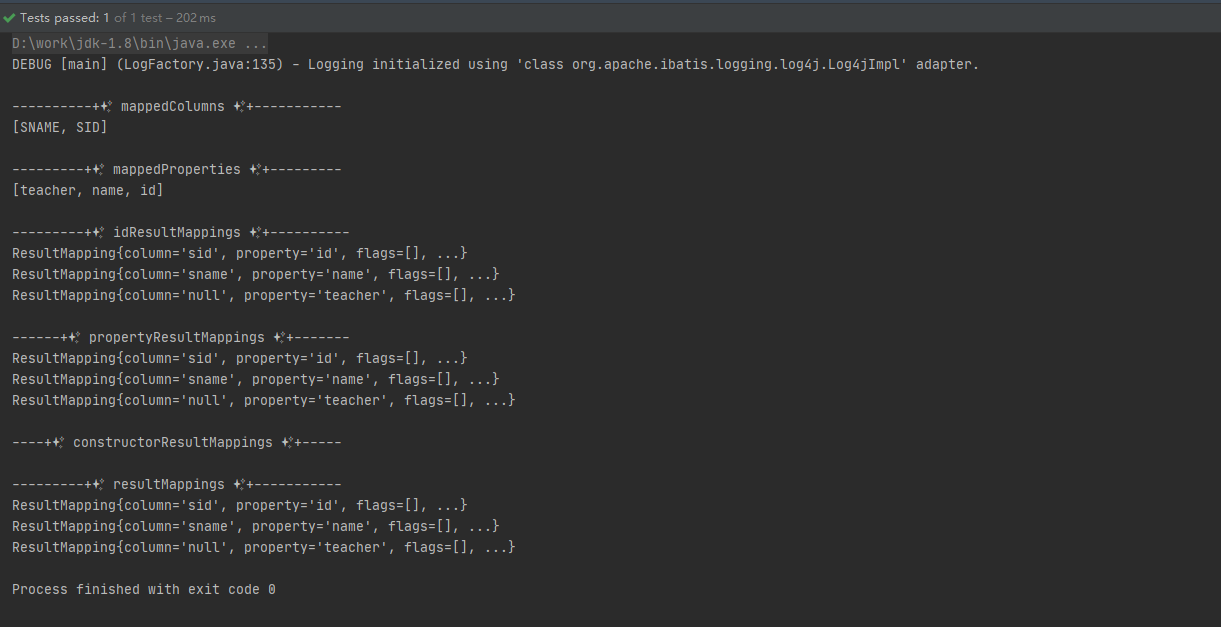 Tests passed: 1 of 1 test – 202 ms
D:\work\jdk-1.8\bin\java.exe ...
DEBUG [main] (LogFactory.java:135) - Logging initialized using 'class org.apache.ibatis.logging.log4j.Log4jImpl' adapter.
----------+✨ mappedColumns ✨+-----------
[SNAME, SID]
---------+✨ mappedProperties ✨+---------
[teacher, name, id]
---------+✨ idResultMappings ✨+----------
ResultMapping{column='sid', property='id', flags=[], ...}
ResultMapping{column='sname', property='name', flags=[], ...}
ResultMapping{column='null', property='teacher', flags=[], ...}
------+✨ propertyResultMappings ✨+-------
ResultMapping{column='sid', property='id', flags=[], ...}
ResultMapping{column='sname', property='name', flags=[], ...}
ResultMapping{column='null', property='teacher', flags=[], ...}
----+✨ constructorResultMappings ✨+-----
---------+✨ resultMappings ✨+-----------
ResultMapping{column='sid', property='id', flags=[], ...}
ResultMapping{column='sname', property='name', flags=[], ...}
ResultMapping{column='null', property='teacher', flags=[], ...}
Process finished with exit code 0